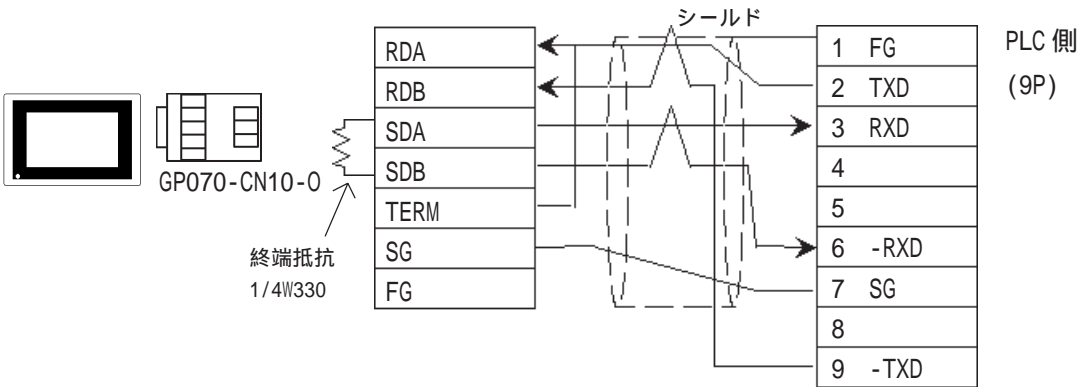 シールド
PLC 側
(9P)
RDA
RDB
SDA
SDB
TERM
SG
FG
1 FG
2 TXD
3 RXD
4
5
6 -RXD
7 SG
8
9 -TXD
GP070-CN10-O
終端抵抗
1/4W330